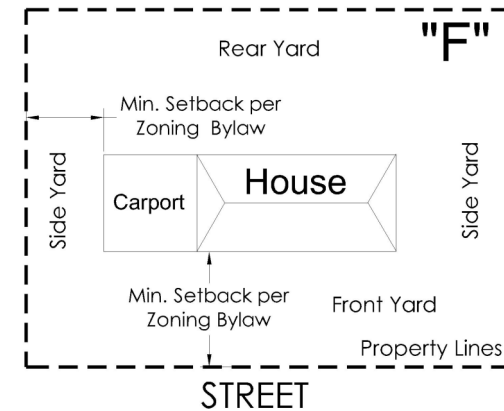 "F"
Rear Yard
Min. Setback per
Zoning Bylaw
Side Yard
Carport
House
Side Yard
Min. Setback per
Zoning Bylaw
Front Yard
Property Lines
STREET